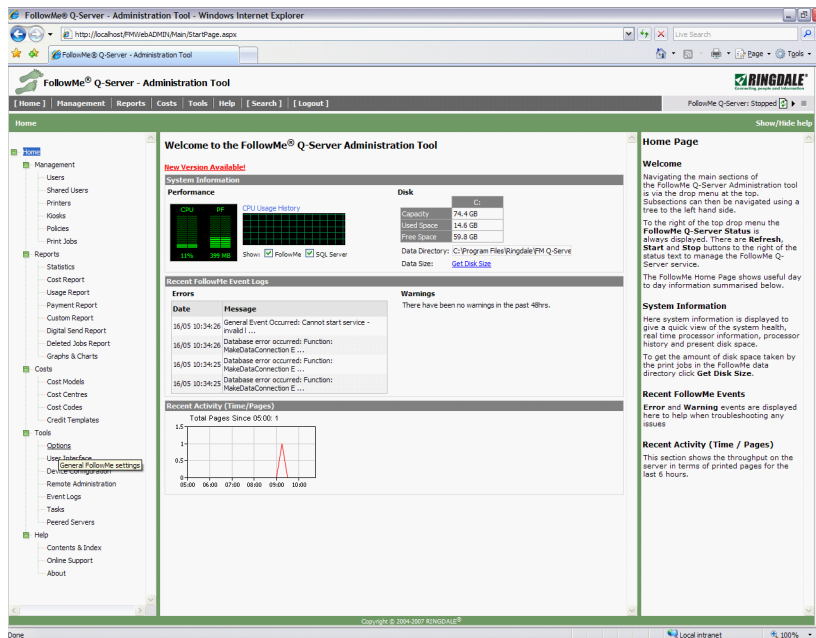 FollowMe® Q-Server - Administration Tool - Windows Internet Explorer
http://localhost/FMWebADMIN/Main/StartPage.aspx
Live Search
FollowMe® Q-Server - Administration Tool
Page
Tools
FollowMe® Q-Server - Administration Tool
RINGDALE®
Connecting people and information
[ Home ] Management Reports Costs Tools Help [ Search ] [ Logout ]
FollowMe Q-Server: Stopped
Home
Show/Hide help
Home
Management
Users
Shared Users
Printers
Kiosks
Policies
Print Jobs
Reports
Statistics
Cost Report
Usage Report
Payment Report
Custom Report
Digital Send Report
Deleted Jobs Report
Graphs & Charts
Costs
Cost Models
Cost Centres
Cost Codes
Credit Templates
Tools
Options
User Interface
General FollowMe settings
Device Configuration
Remote Administration
Event Logs
Tasks
Peered Servers
Help
Contents & Index
Online Support
About
Welcome to the FollowMe® Q-Server Administration Tool
New Version Available!
System Information
Performance
CPU PF
11% 399 MB
CPU Usage History
Show: FollowMe SQL Server
Disk
C:
Capacity 74.4 GB
Used Space 14.6 GB
Free Space 59.8 GB
Data Directory: C:\Program Files\Ringdale\FM Q-Serve
Data Size: Get Disk Size
Recent FollowMe Event Logs
Errors
Date Message
16/05 10:34:26 General Event Occurred: Cannot start service -
invalid l ...
16/05 10:34:26 Database error occurred: Function:
MakeDataConnection E ...
16/05 10:34:25 Database error occurred: Function:
MakeDataConnection E ...
16/05 10:34:25 Database error occurred: Function:
MakeDataConnection E ...
Warnings
There have been no warnings in the past 48hrs.
Recent Activity (Time/Pages)
Total Pages Since 05:00: 1
1.5
1
0.5
0
05:00 06:00 07:00 08:00 09:00 10:00
Home Page
Welcome
Navigating the main sections of
the FollowMe Q-Server Administration tool
is via the drop menu at the top.
Subsections can then be navigated using a
tree to the left hand side.
To the right of the top drop menu the
FollowMe Q-Server Status is
always displayed. There are Refresh,
Start and Stop buttons to the right of the
status text to manage the FollowMe Q-
Server service.
The FollowMe Home Page shows useful day
to day information summarised below.
System Information
Here system information is displayed to
give a quick view of the system health,
real time processor information, processor
history and present disk space.
To get the amount of disk space taken by
the print jobs in the FollowMe data
directory click Get Disk Size.
Recent FollowMe Events
Error and Warning events are displayed
here to help when troubleshooting any
issues
Recent Activity (Time / Pages)
This section shows the throughput on the
server in terms of printed pages for the
last 6 hours.
Copyright © 2004-2007 RINGDALE®
Done
Local intranet
100%